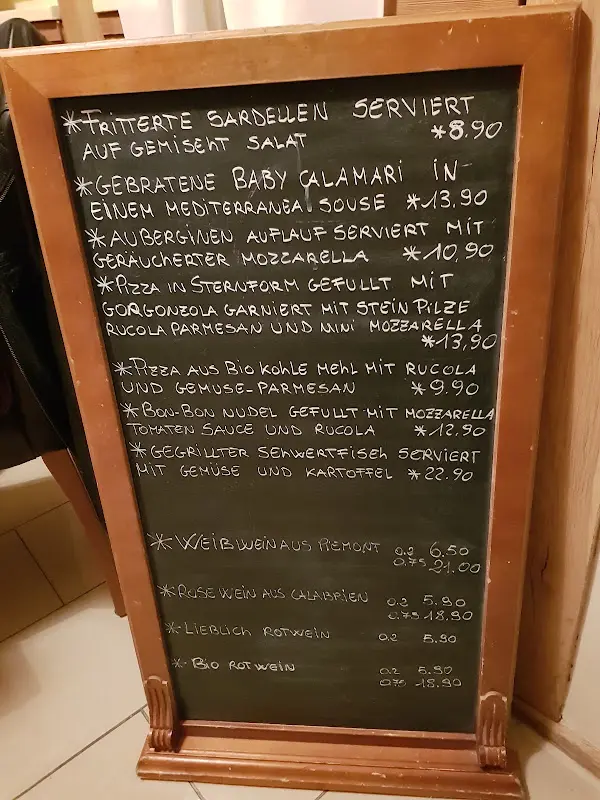 *FRITTERTE SARDELLEN SERVIERT
AUF GEMISEHT SALAT *8.90
*GEBRATENE BABY CALAMARI IN
EINEM MEDITERRANEA SOUSE *13,90
*AUBERGINEN AUFLAUF SERVIERT MIT
GERÄUCHERTER MOZZARELLA *10,90
*PIZZA IN STERNFORM GEFULLT MIT
GORGONZOLA GARNIERT MIT STEIN PILZE
RUCOLA PARMESAN UND MINI MOZZARELLA
*13,90
*PIZZA AUS BIO KOHLE MEHL MIT RUCOLA
UND GEMUSE-PARMESAN *9.90
*BON-BON NUDEL GEFULLT MIT MOZZARELLA
TOMATEN SAUCE UND RUCOLA *12.90
*GEGRILLTER SEHWERTFISEH SERVIERT
MIT GEMÜSE UND KARTOFFEL *22.90
*WEIßWEIN AUS PIEMONT 0.2 6.50
0.75 21.00
*ROSE WEIN AUS CALABRIEN 0.2 5.90
0.75 18.90
*LIEBLICH ROTWEIN 0.2 5.90
*BIO ROTWEIN 0.2 5.90
0.75 18.90